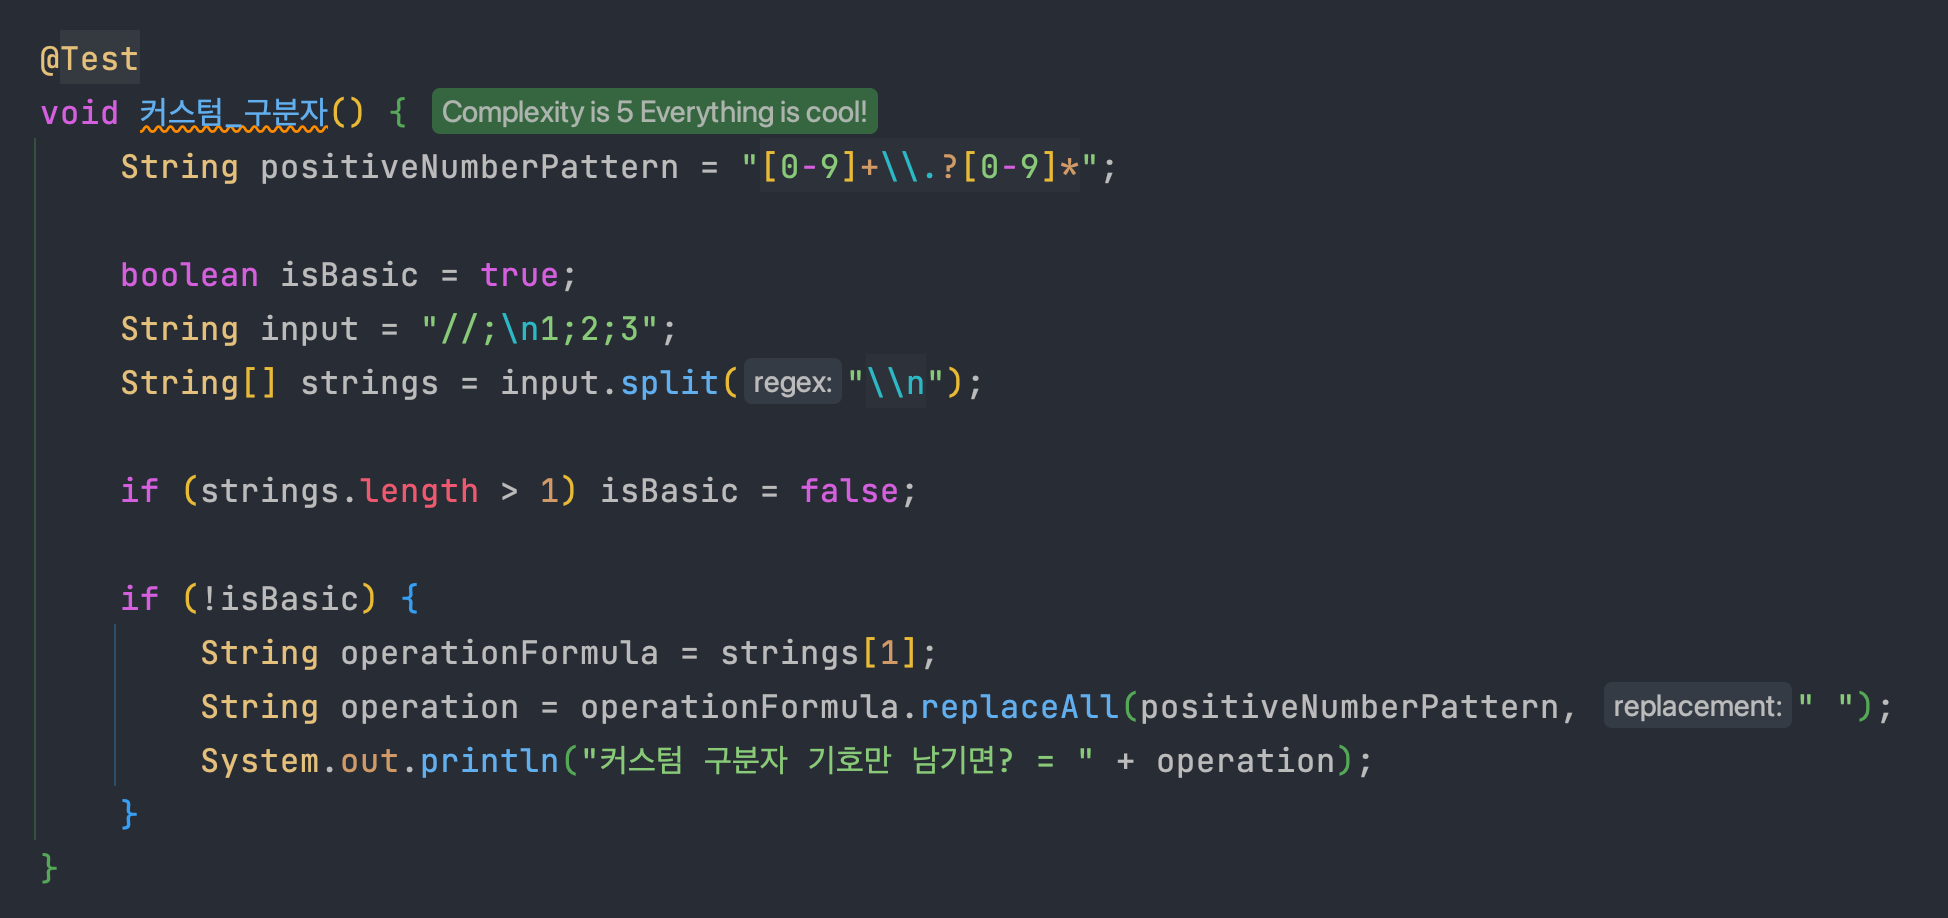 @Test
void 커스텀_구분자() { Complexity is 5 Everything is cool!
String positiveNumberPattern = "[0-9]+\\.?[0-9]*";
boolean isBasic = true;
String input = "//;\n1;2;3";
String[] strings = input.split( regex: "\\n");
if (strings.length > 1) isBasic = false;
if (!isBasic) {
String operationFormula = strings[1];
String operation = operationFormula.replaceAll(positiveNumberPattern, replacement: " ");
System.out.println("커스텀 구분자 기호만 남기면? = " + operation);
}
}